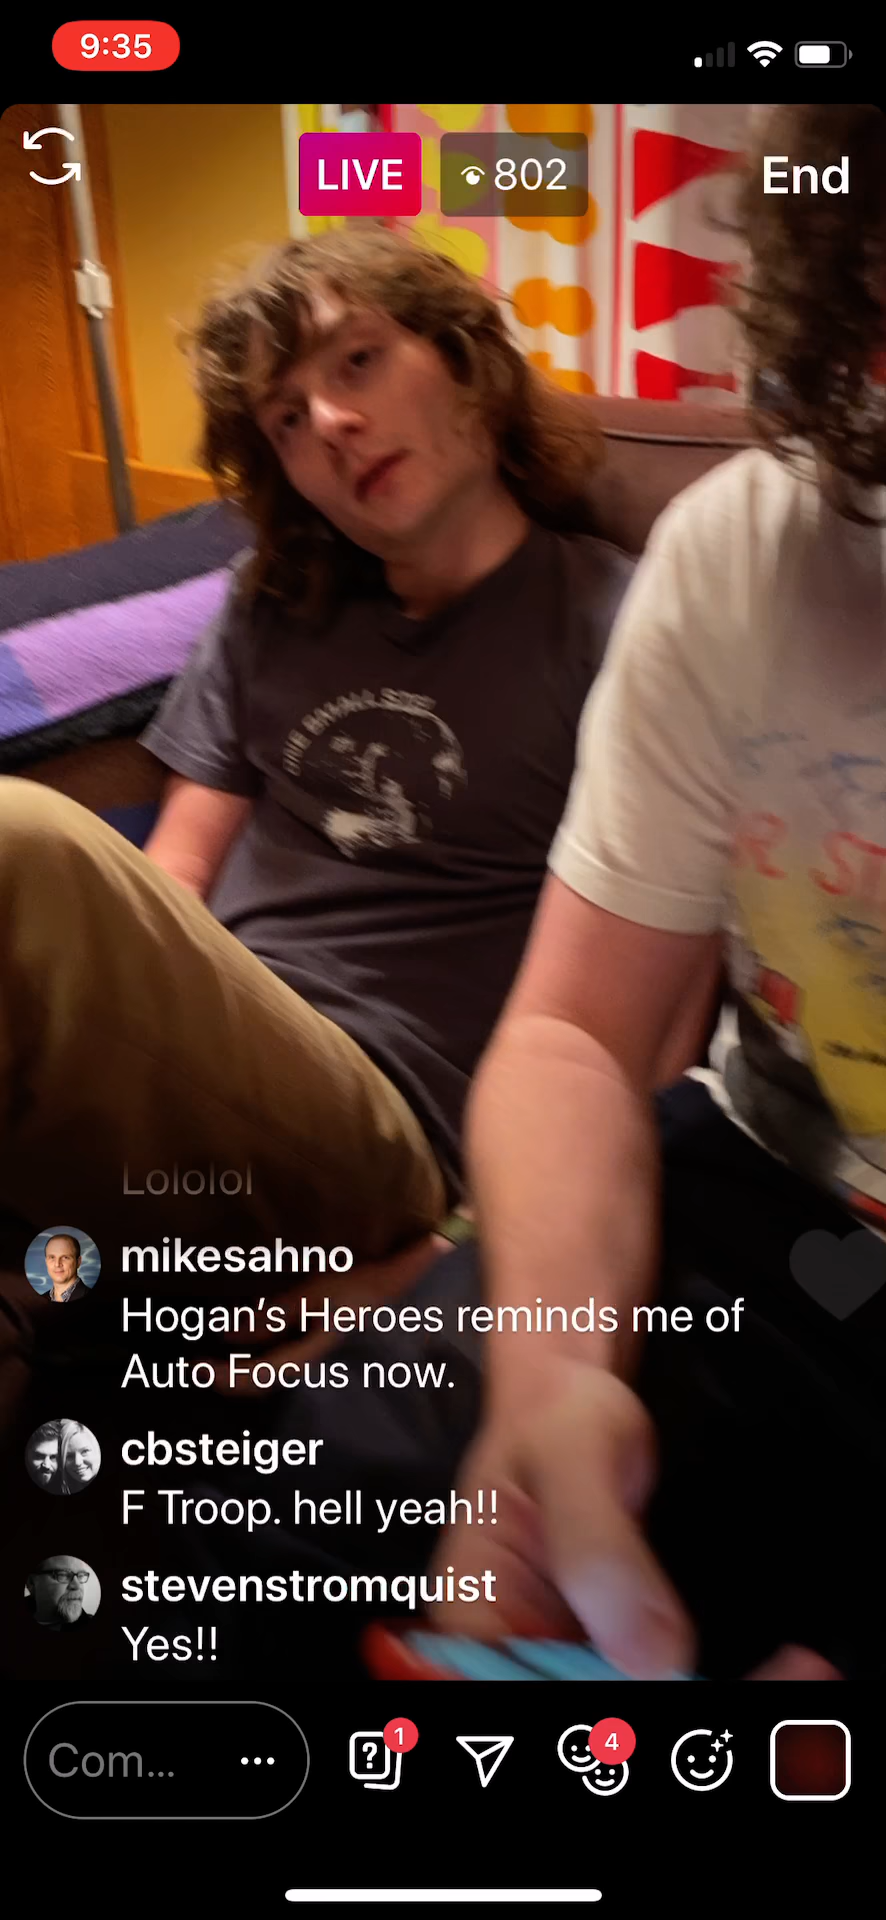 9:35
LIVE
802
End
Lololol
mikesahno
Hogan’s Heroes reminds me of
Auto Focus now.
cbsteiger
F Troop. hell yeah!!
stevenstromquist
Yes!!
Com...
1
4